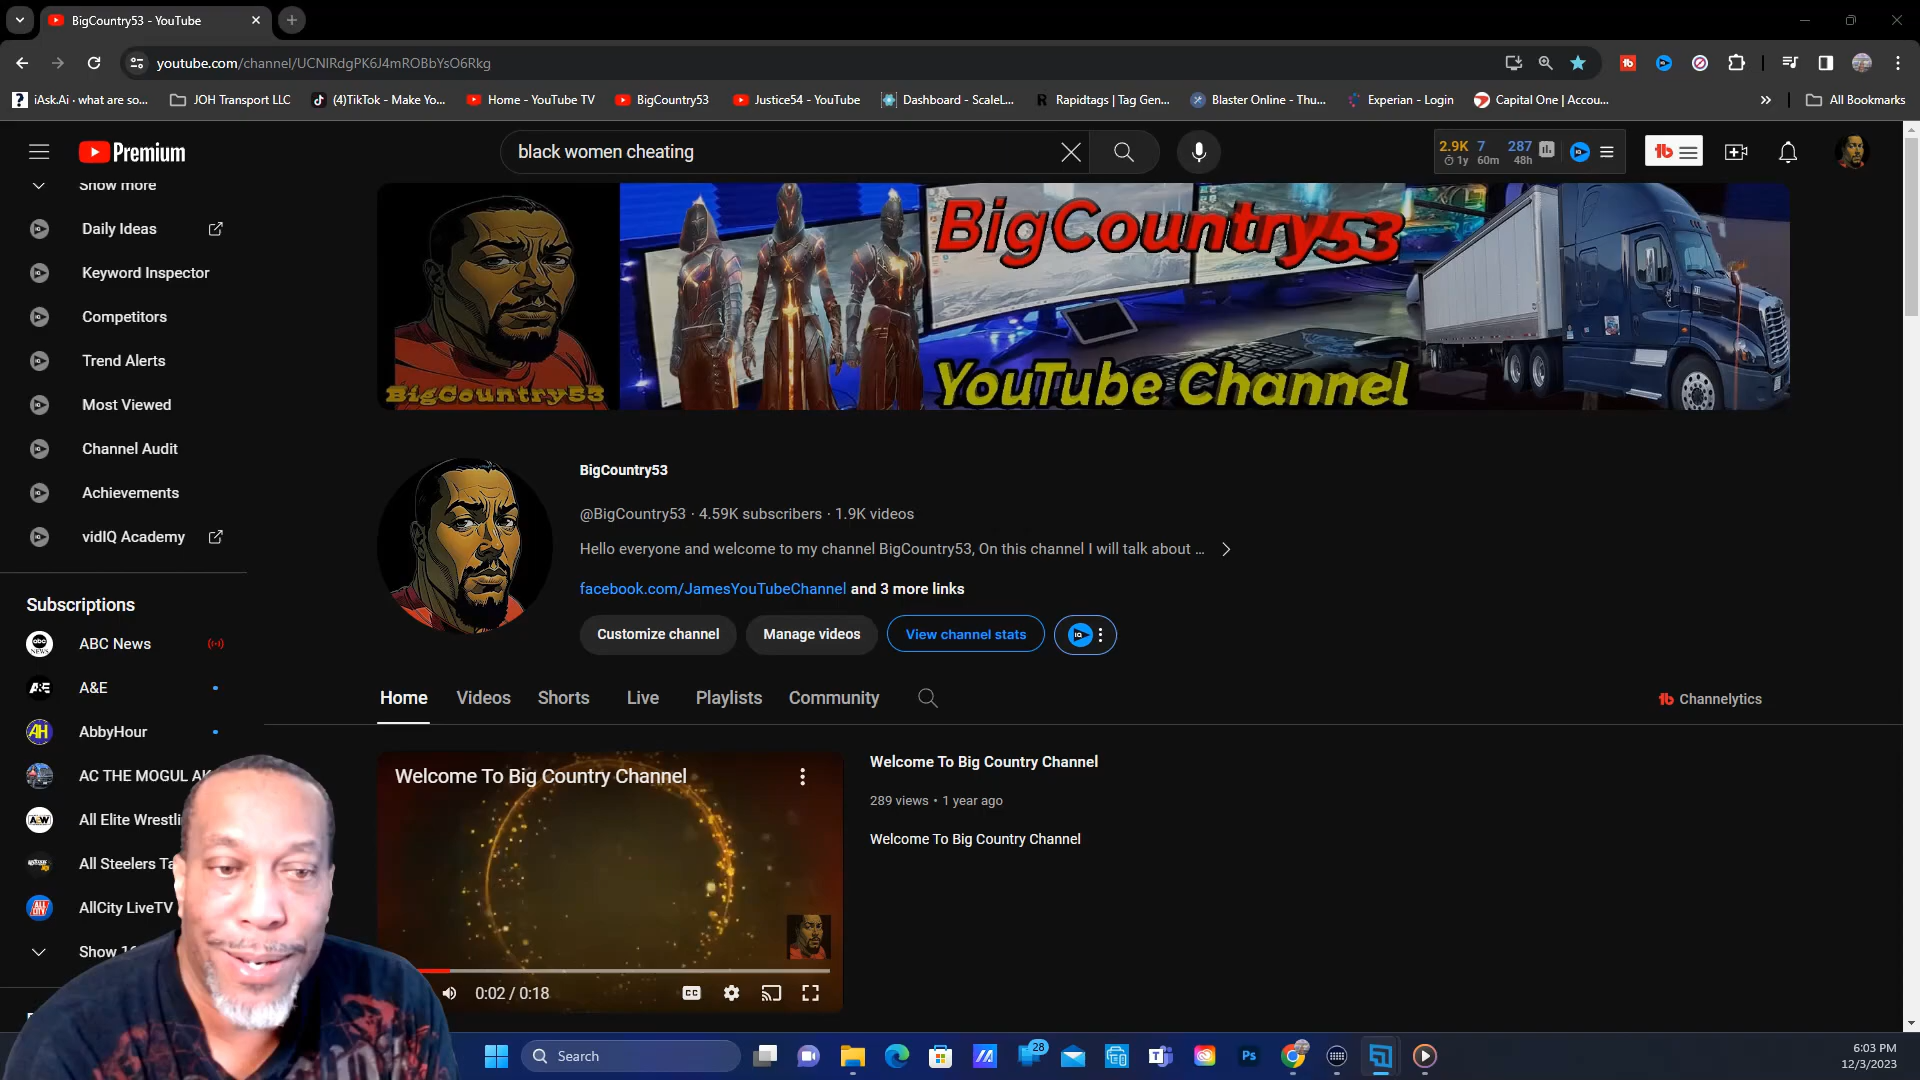 BigCountry53 - YouTube
youtube.com/channel/UCNlRdgPK6J4mROBbYsO6Rkg
iAsk.Ai · what are so...
JOH Transport LLC
(4)TikTok - Make Yo...
Home - YouTube TV
BigCountry53
Justice54 - YouTube
Dashboard - ScaleL...
Rapidtags | Tag Gen...
Blaster Online - Thu...
Experian - Login
Capital One | Accou...
All Bookmarks
Premium
black women cheating
2.9K 7 287
1y 60m 48h
Show more
Daily Ideas
Keyword Inspector
Competitors
Trend Alerts
Most Viewed
Channel Audit
Achievements
vidIQ Academy
Subscriptions
ABC News
A&E
AbbyHour
AC THE MOGUL
All Elite Wrestli
All Steelers Ta
AllCity LiveTV
Show
BigCountry53
BigCountry53
YouTube Channel
BigCountry53
@BigCountry53 · 4.59K subscribers · 1.9K videos
Hello everyone and welcome to my channel BigCountry53, On this channel I will talk about ...
facebook.com/JamesYouTubeChannel and 3 more links
Customize channel
Manage videos
View channel stats
Home
Videos
Shorts
Live
Playlists
Community
Channelytics
Welcome To Big Country Channel
0:02 / 0:18
Welcome To Big Country Channel
289 views • 1 year ago
Welcome To Big Country Channel
Search
28
6:03 PM
12/3/2023